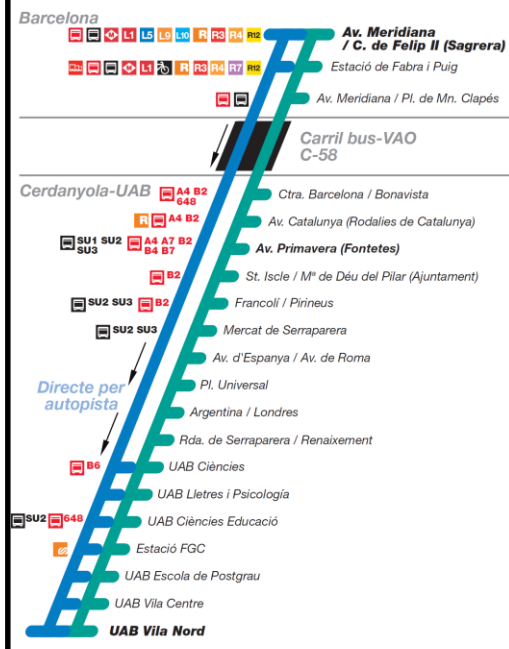 Barcelona
L1 L5 L9 L10 R R3 R4 R12
Av. Meridiana
/ C. de Felip II (Sagrera)
L1 R R3 R4 R7 R12
Estació de Fabra i Puig
Av. Meridiana / Pl. de Mn. Clapés
Carril bus-VAO
C-58
Cerdanyola-UAB
A4 B2
648
Ctra. Barcelona / Bonavista
R A4 B2
Av. Catalunya (Rodalies de Catalunya)
SU1 SU2 A4 A7 B2
SU3 B4 B7
Av. Primavera (Fontetes)
B2
St. Iscle / Mª de Déu del Pilar (Ajuntament)
SU2 SU3 B2
Francolí / Pirineus
SU2 SU3
Mercat de Serraparera
Av. d'Espanya / Av. de Roma
Directe per
autopista
Pl. Universal
Argentina / Londres
Rda. de Serraparera / Renaixement
B6
UAB Ciències
UAB Lletres i Psicología
SU2 648
UAB Ciències Educació
Estació FGC
UAB Escola de Postgrau
UAB Vila Centre
UAB Vila Nord